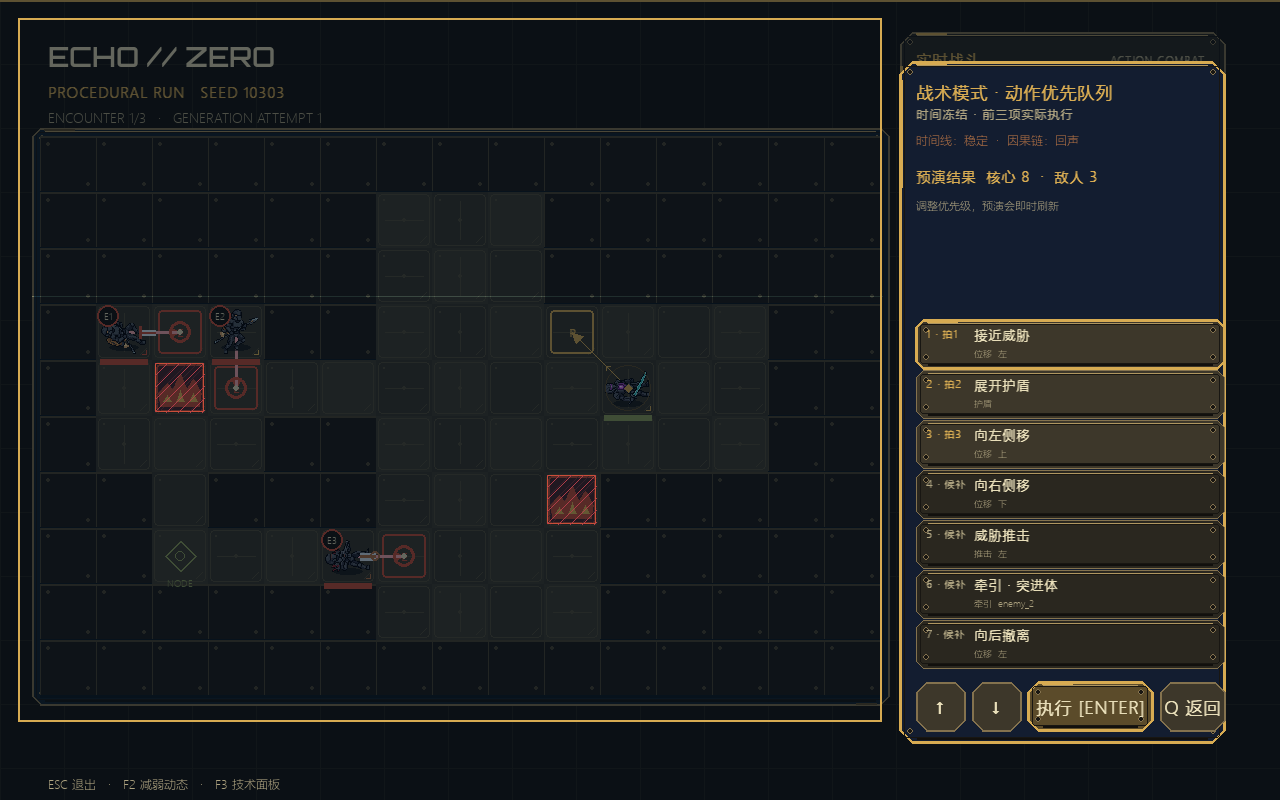 ECHO // ZERO
PROCEDURAL RUN SEED 10303
ENCOUNTER 1/3 · GENERATION ATTEMPT 1
E1
E2
E3
NODE
ESC 退出 · F2 减弱动态 · F3 技术面板
实时战斗 ACTION COMBAT
战术模式 · 动作优先队列
时间冻结 · 前三项实际执行
时间线: 稳定 · 因果链: 回声
预演结果 核心 8 · 敌人 3
调整优先级, 预演会即时刷新
1 · 拍1 接近威胁
位移 左
2 · 拍2 展开护盾
护盾
3 · 拍3 向左侧移
位移 上
4 · 候补 向右侧移
位移 下
5 · 候补 威胁推击
推击 左
6 · 候补 牵引 · 突进体
牵引 enemy_2
7 · 候补 向后撤离
位移 左
↑ ↓ 执行 [ENTER] Q 返回